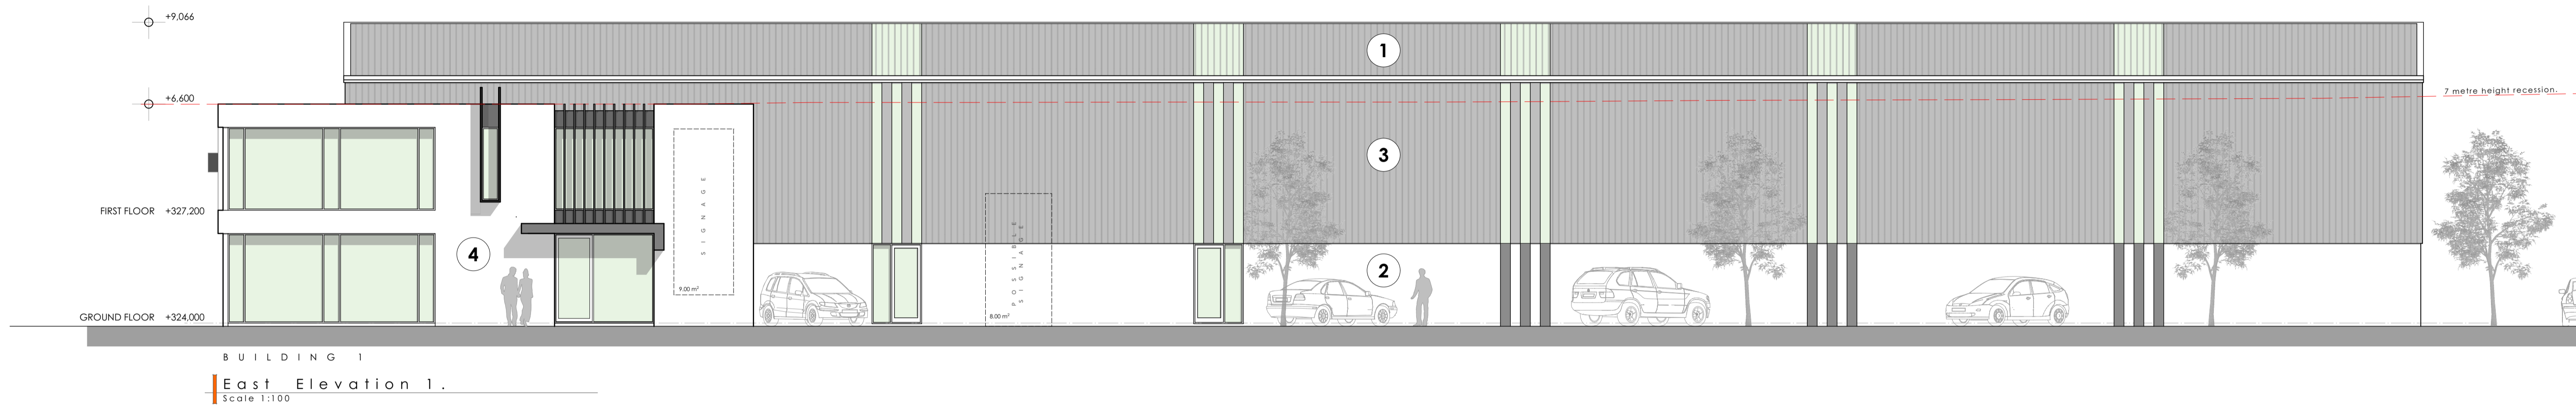 +9,066
1
7 metre height recession.
+6,600
3
SIGNAGE
FIRST FLOOR +327,200
POSSIBLE
SIGNAGE
4
2
9.00 m²
8.00 m²
GROUND FLOOR +324,000
BUILDING 1
East Elevation 1.
Scale 1:100